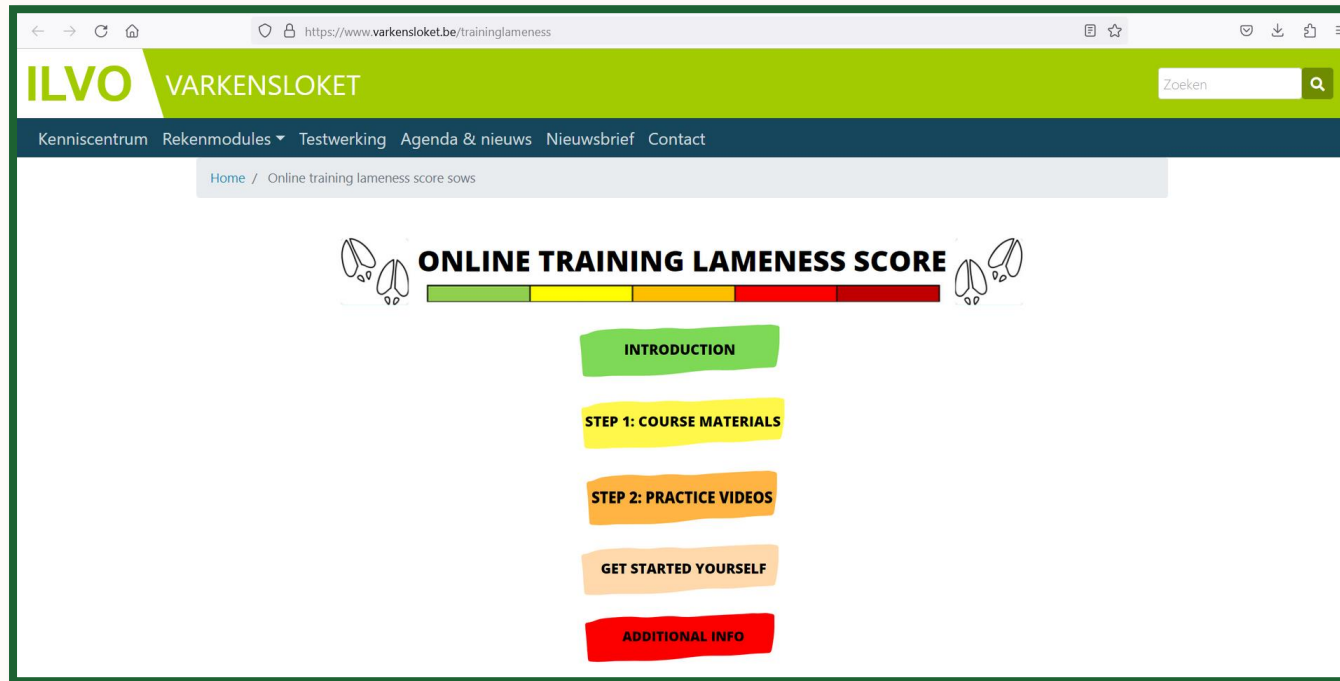 https://www.varkensloket.be/traininglameness
ILVO VARKENSLOKET
Zoeken
Kenniscentrum Rekenmodules Testwerking Agenda & nieuws Nieuwsbrief Contact
Home / Online training lameness score sows
ONLINE TRAINING LAMENESS SCORE
INTRODUCTION
STEP 1: COURSE MATERIALS
STEP 2: PRACTICE VIDEOS
GET STARTED YOURSELF
ADDITIONAL INFO